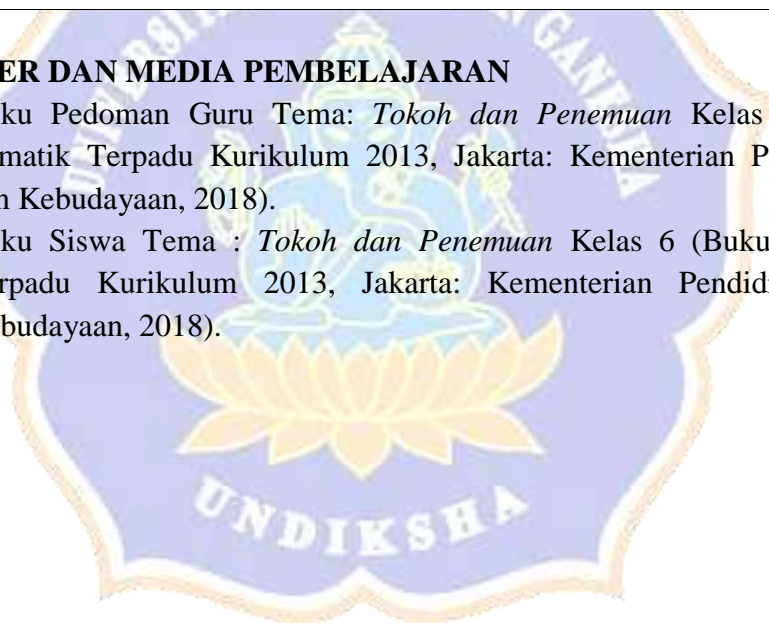 ER DAN MEDIA PEMBELAJARAN
ku Pedoman Guru Tema: Tokoh dan Penemuan Kelas
matik Terpadu Kurikulum 2013, Jakarta: Kementerian P
n Kebudayaan, 2018).
ku Siswa Tema : Tokoh dan Penemuan Kelas 6 (Buku
rpadu Kurikulum 2013, Jakarta: Kementerian Pendidi
budayaan, 2018).
UNDIKSHA